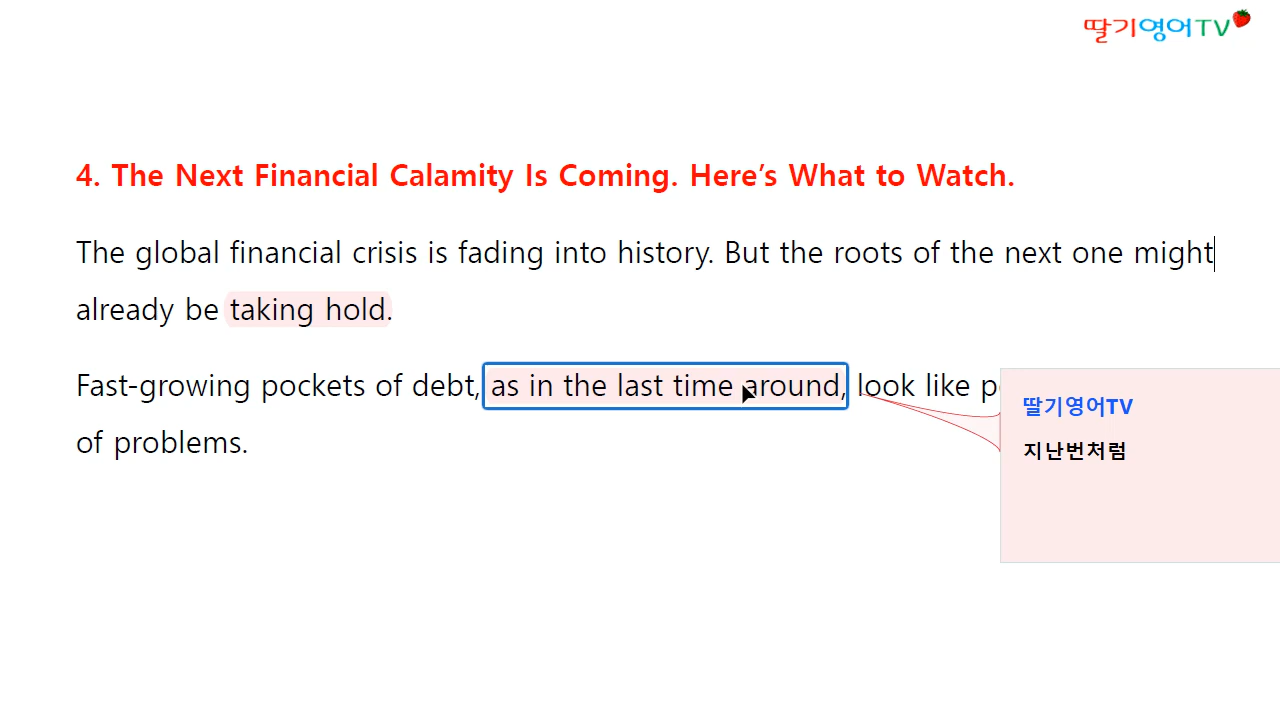 딸기영어TV
4. The Next Financial Calamity Is Coming. Here’s What to Watch.
The global financial crisis is fading into history. But the roots of the next one might
already be taking hold.
Fast-growing pockets of debt, as in the last time around, look like
of problems.
딸기영어TV
지난번처럼